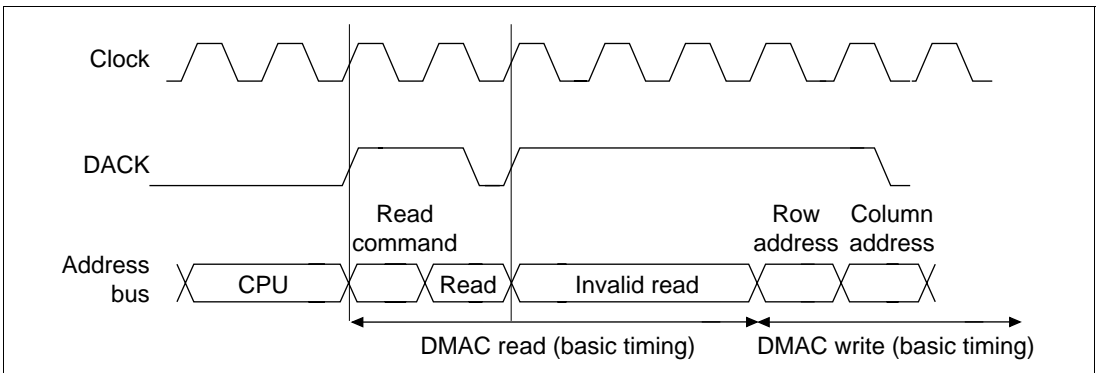 Clock
DACK
Read
command
Row
address
Column
address
Address
bus
CPU
Read
Invalid read
DMAC read (basic timing)
DMAC write (basic timing)